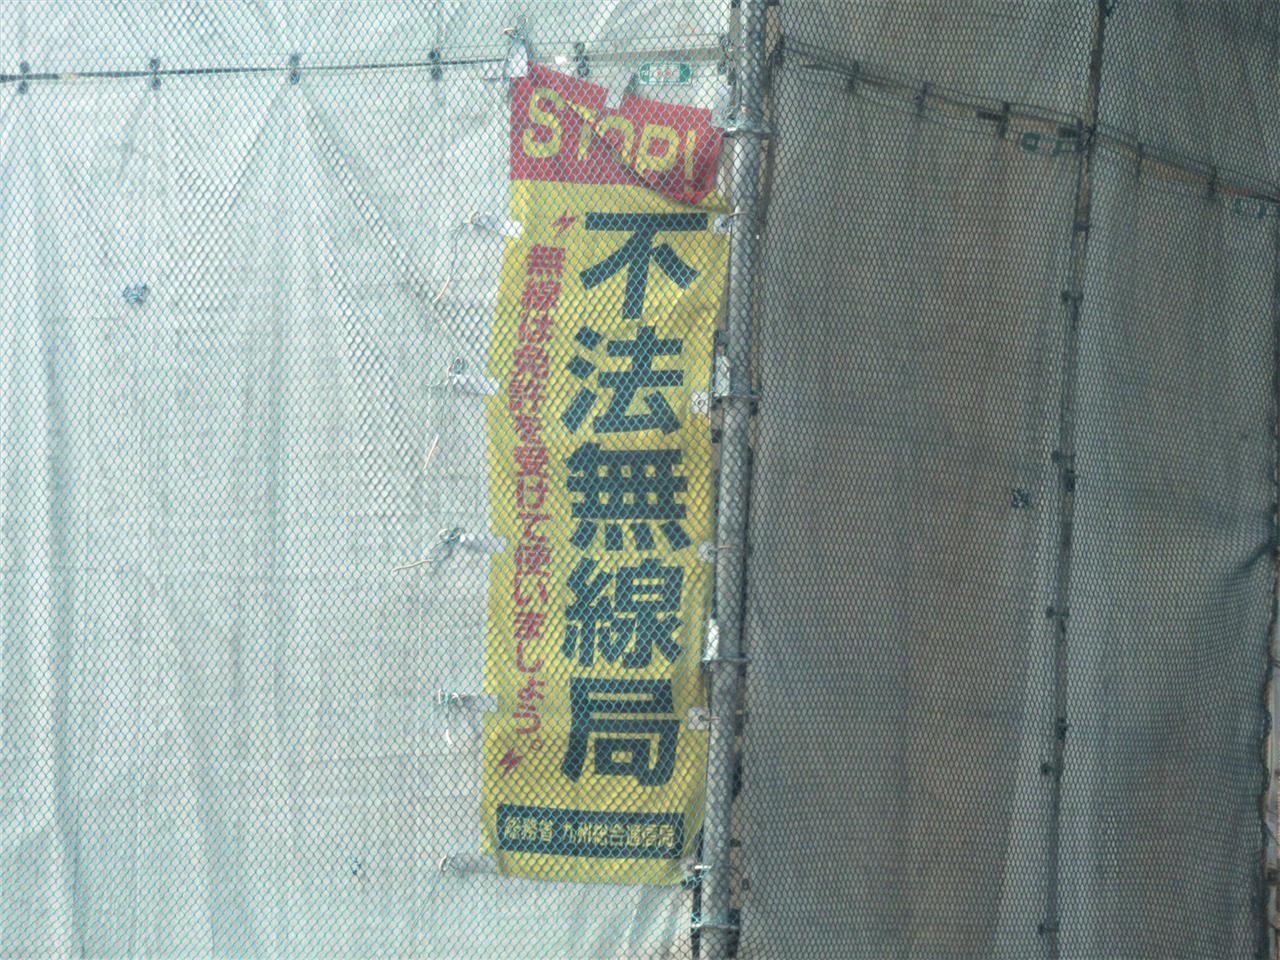 STOP!
不法無線局
無線は免許を受けて使いましょう。
総務省 九州総合通信局